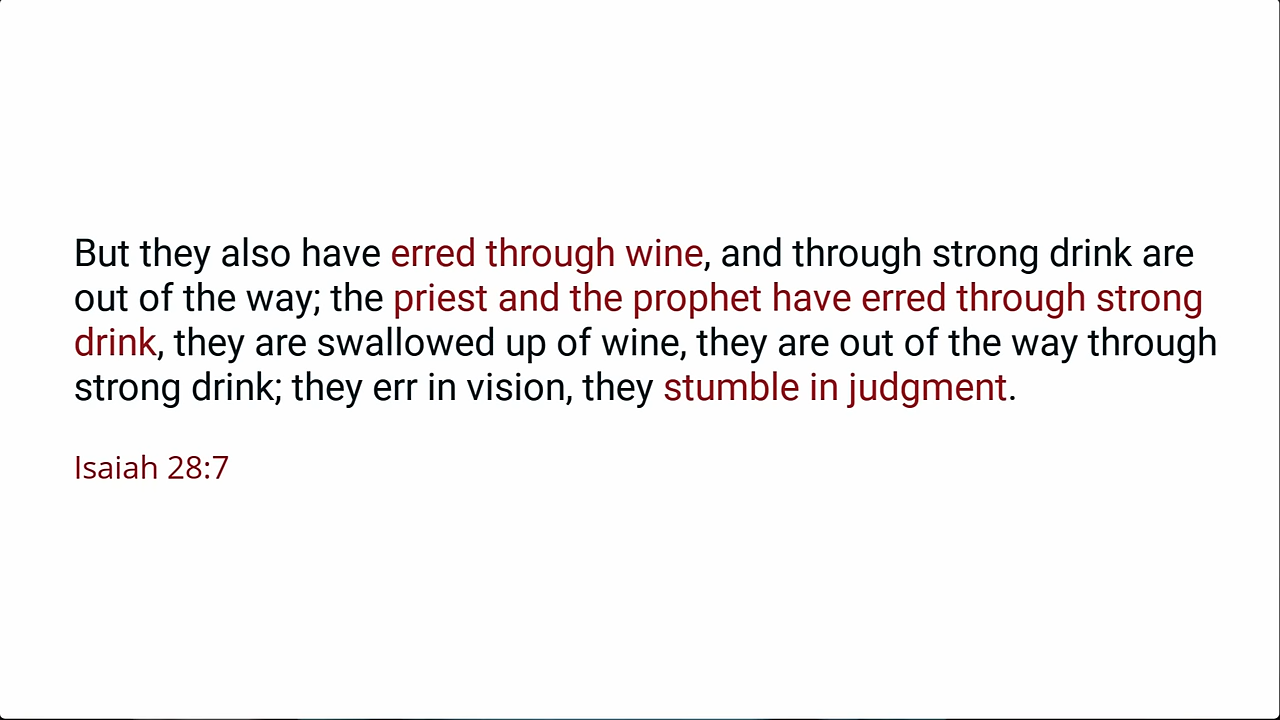 But they also have erred through wine, and through strong drink are
out of the way; the priest and the prophet have erred through strong
drink, they are swallowed up of wine, they are out of the way through
strong drink; they err in vision, they stumble in judgment.
Isaiah 28:7